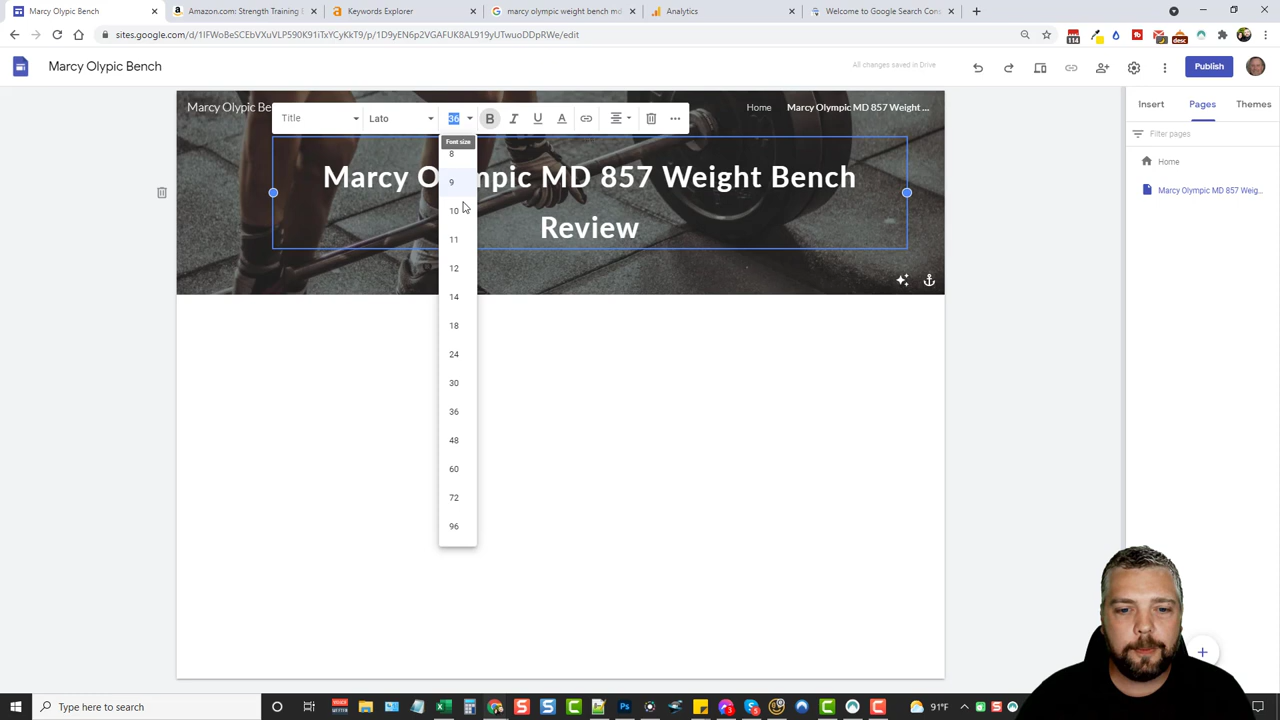 Marcy Olypic Bench
Amazon.com: Strength Training E
Keywords Explorer
marcy olympic weight bench md
Analytics
Welcome to Google Search Con
sites.google.com/d/1IFWoBeSCEbVXuVLP590K91iTxYCyKkT9/p/1D9yEN6p2VGAFUK8AL919yUTwuoDDpRWe/edit
114
desc
Marcy Olypic Bench
All changes saved in Drive
Publish
Marcy Olypic Be
Home
Marcy Olympic MD 857 Weight ...
Title
Lato
36
B
I
U
A
Font size
Marcy Olympic MD 857 Weight Bench
Review
8
9
10
11
12
14
18
24
30
36
48
60
72
96
Insert
Pages
Themes
Filter pages
Home
Marcy Olympic MD 857 Weig...
Type here to search
91°F